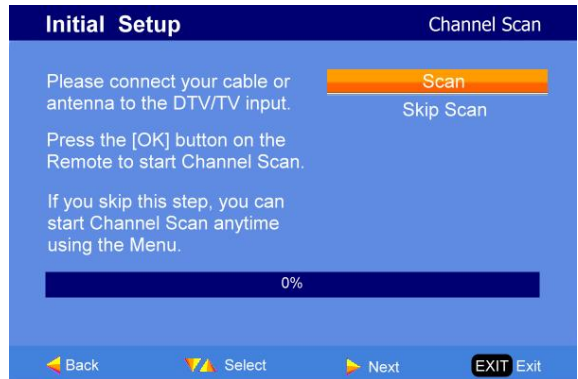 Initial Setup
Channel Scan
Please connect your cable or
antenna to the DTV/TV input.
Press the [OK] button on the
Remote to start Channel Scan.
If you skip this step, you can
start Channel Scan anytime
using the Menu.
Scan
Skip Scan
0%
Back
Select
Next
EXIT Exit